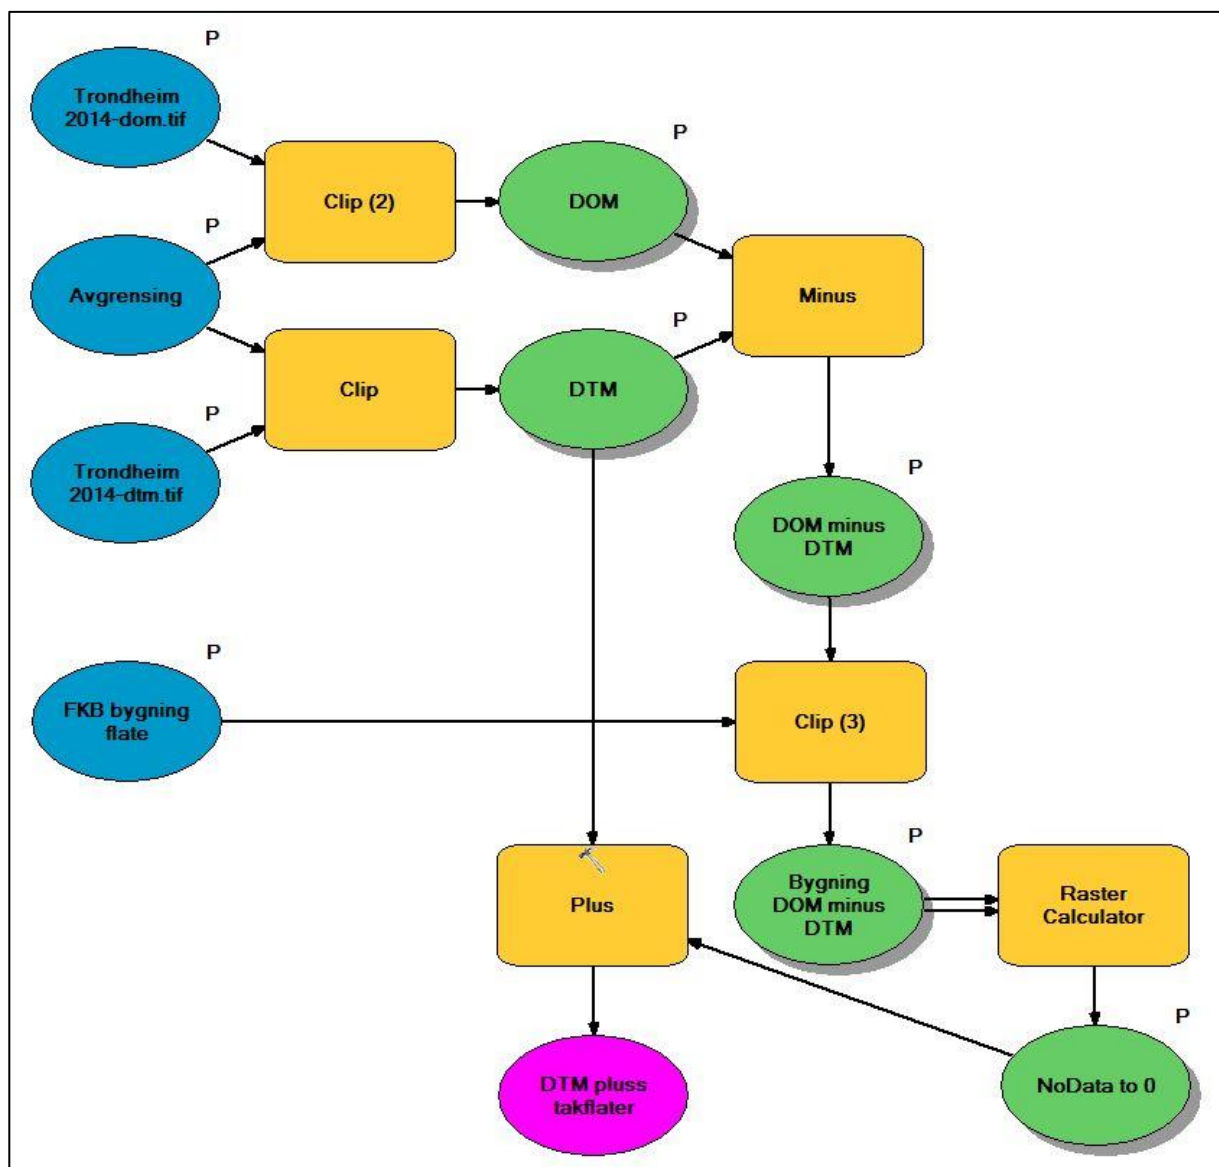 P
Trondheim
2014-dom.tif
P
Clip (2)
DOM
P
Avgrensing
Minus
P
Clip
DTM
P
Trondheim
2014-dtm.tif
P
DOM minus
DTM
P
FKB bygning
flate
Clip (3)
P
Plus
Bygning
DOM minus
DTM
Raster
Calculator
P
DTM pluss
takflater
NoData to 0